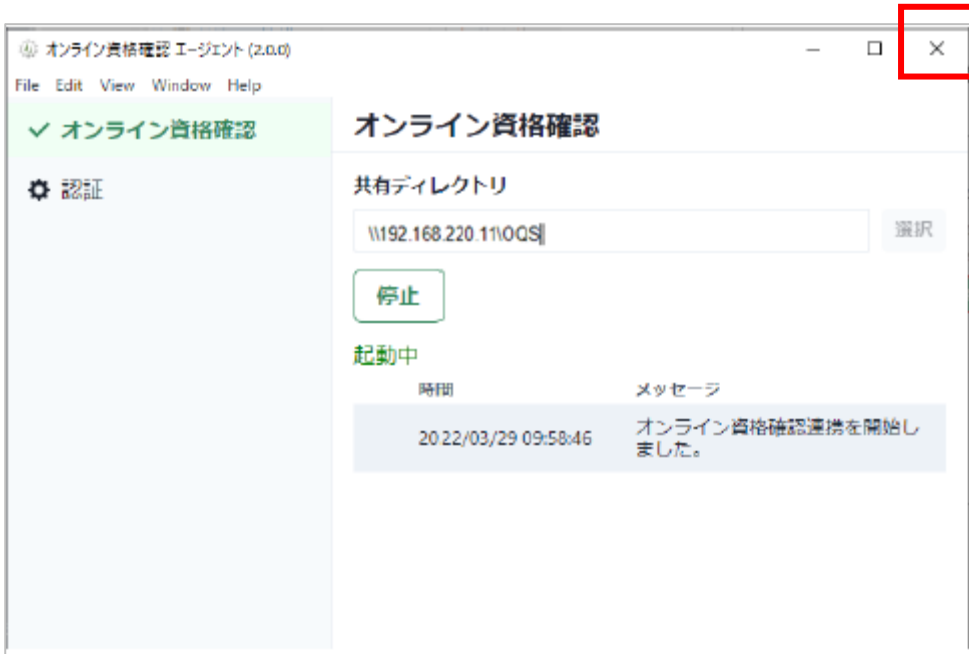 オンライン資格確認 エージェント (2.0.0)
File Edit View Window Help
オンライン資格確認
認証
オンライン資格確認
共有ディレクトリ
\\192.168.220.11\OQS
選択
停止
起動中
時間 メッセージ
2022/03/29 09:58:46 オンライン資格確認連携を開始し
ました。